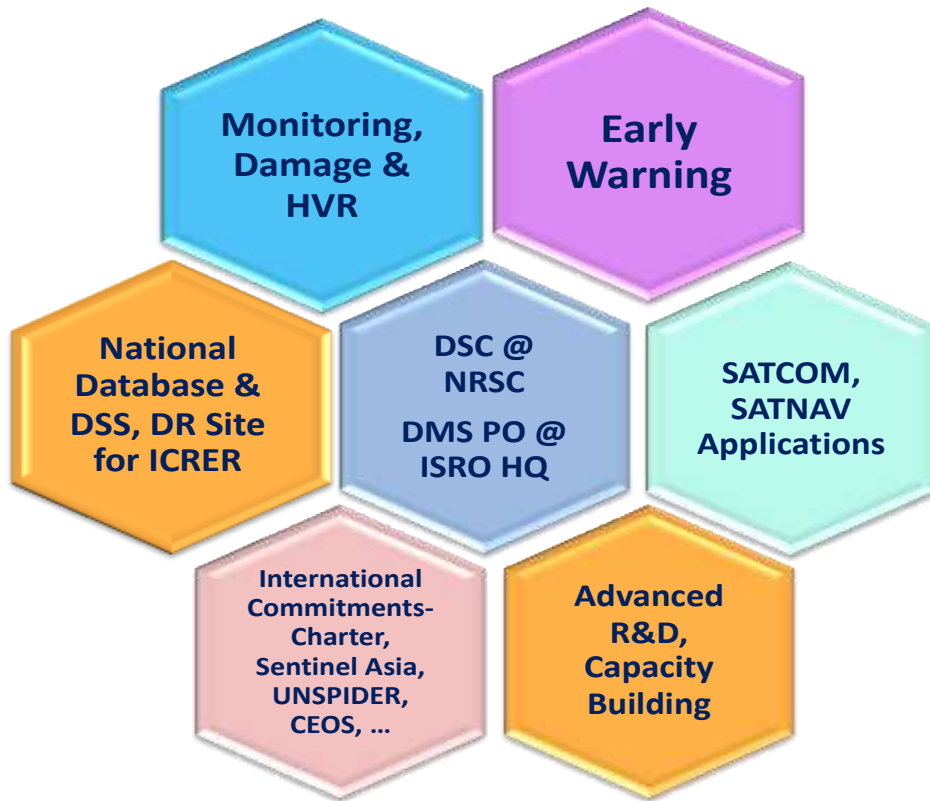 Monitoring,
Damage &
HVR
Early
Warning
National
Database &
DSS, DR Site
for ICRER
DSC @
NRSC
DMS PO @
ISRO HQ
SATCOM,
SATNAV
Applications
International
Commitments-
Charter,
Sentinel Asia,
UNSPIDER,
CEOS, ...
Advanced
R&D,
Capacity
Building